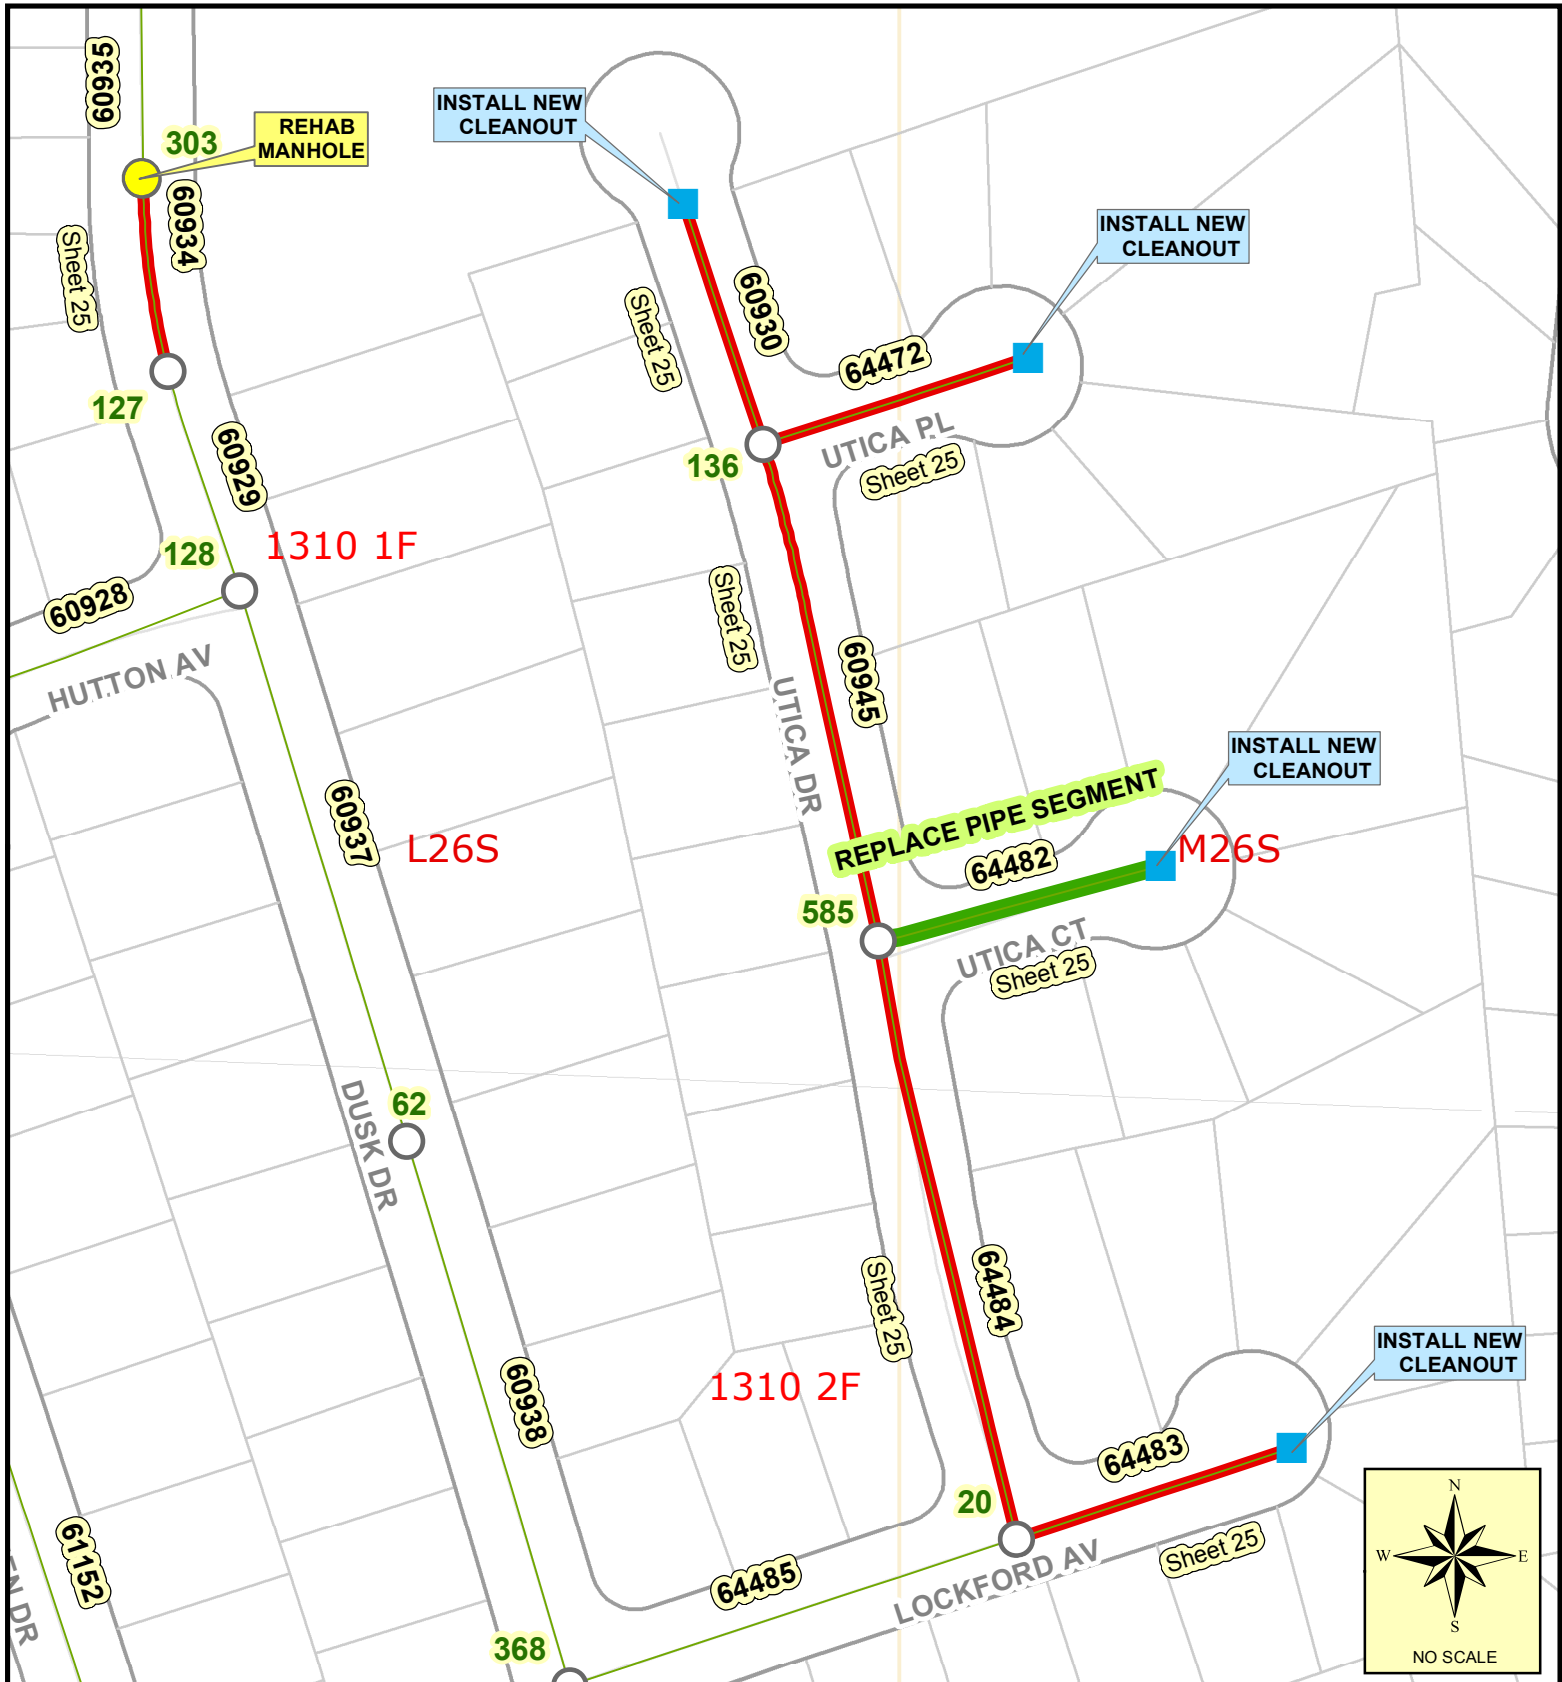 60935
303
REHAB
MANHOLE
INSTALL NEW
CLEANOUT
60934
Sheet 25
INSTALL NEW
CLEANOUT
60930
Sheet 25
64472
127
UTICA PL
136
Sheet 25
60929
128
1310 1F
60928
Sheet 25
HUTTON AV
60945
UTICA DR
INSTALL NEW
CLEANOUT
REPLACE PIPE SEGMENT
60937
L26S
M26S
64482
585
UTICA CT
Sheet 25
62
DUSK DR
64484
Sheet 25
INSTALL NEW
CLEANOUT
1310 2F
60938
64483
20
N
W
E
S
NO SCALE
61152
64485
LOCKFORD AV
Sheet 25
EN DR
368